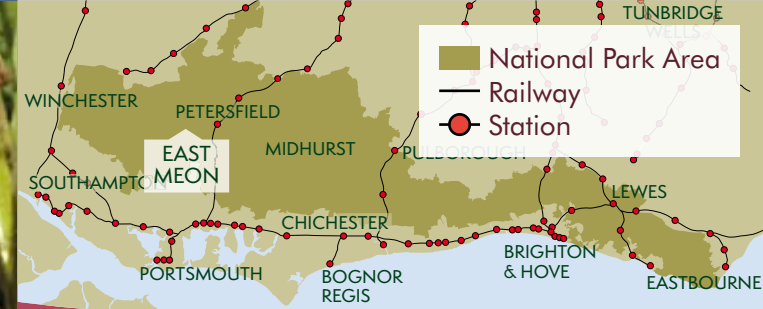 TUNBRIDGE
WELLS
National Park Area
Railway
Station
WINCHESTER
PETERSFIELD
EAST
MEON
MIDHURST
PULBOROUGH
SOUTHAMPTON
LEWES
CHICHESTER
PORTSMOUTH
BOGNOR
REGIS
BRIGHTON
& HOVE
EASTBOURNE